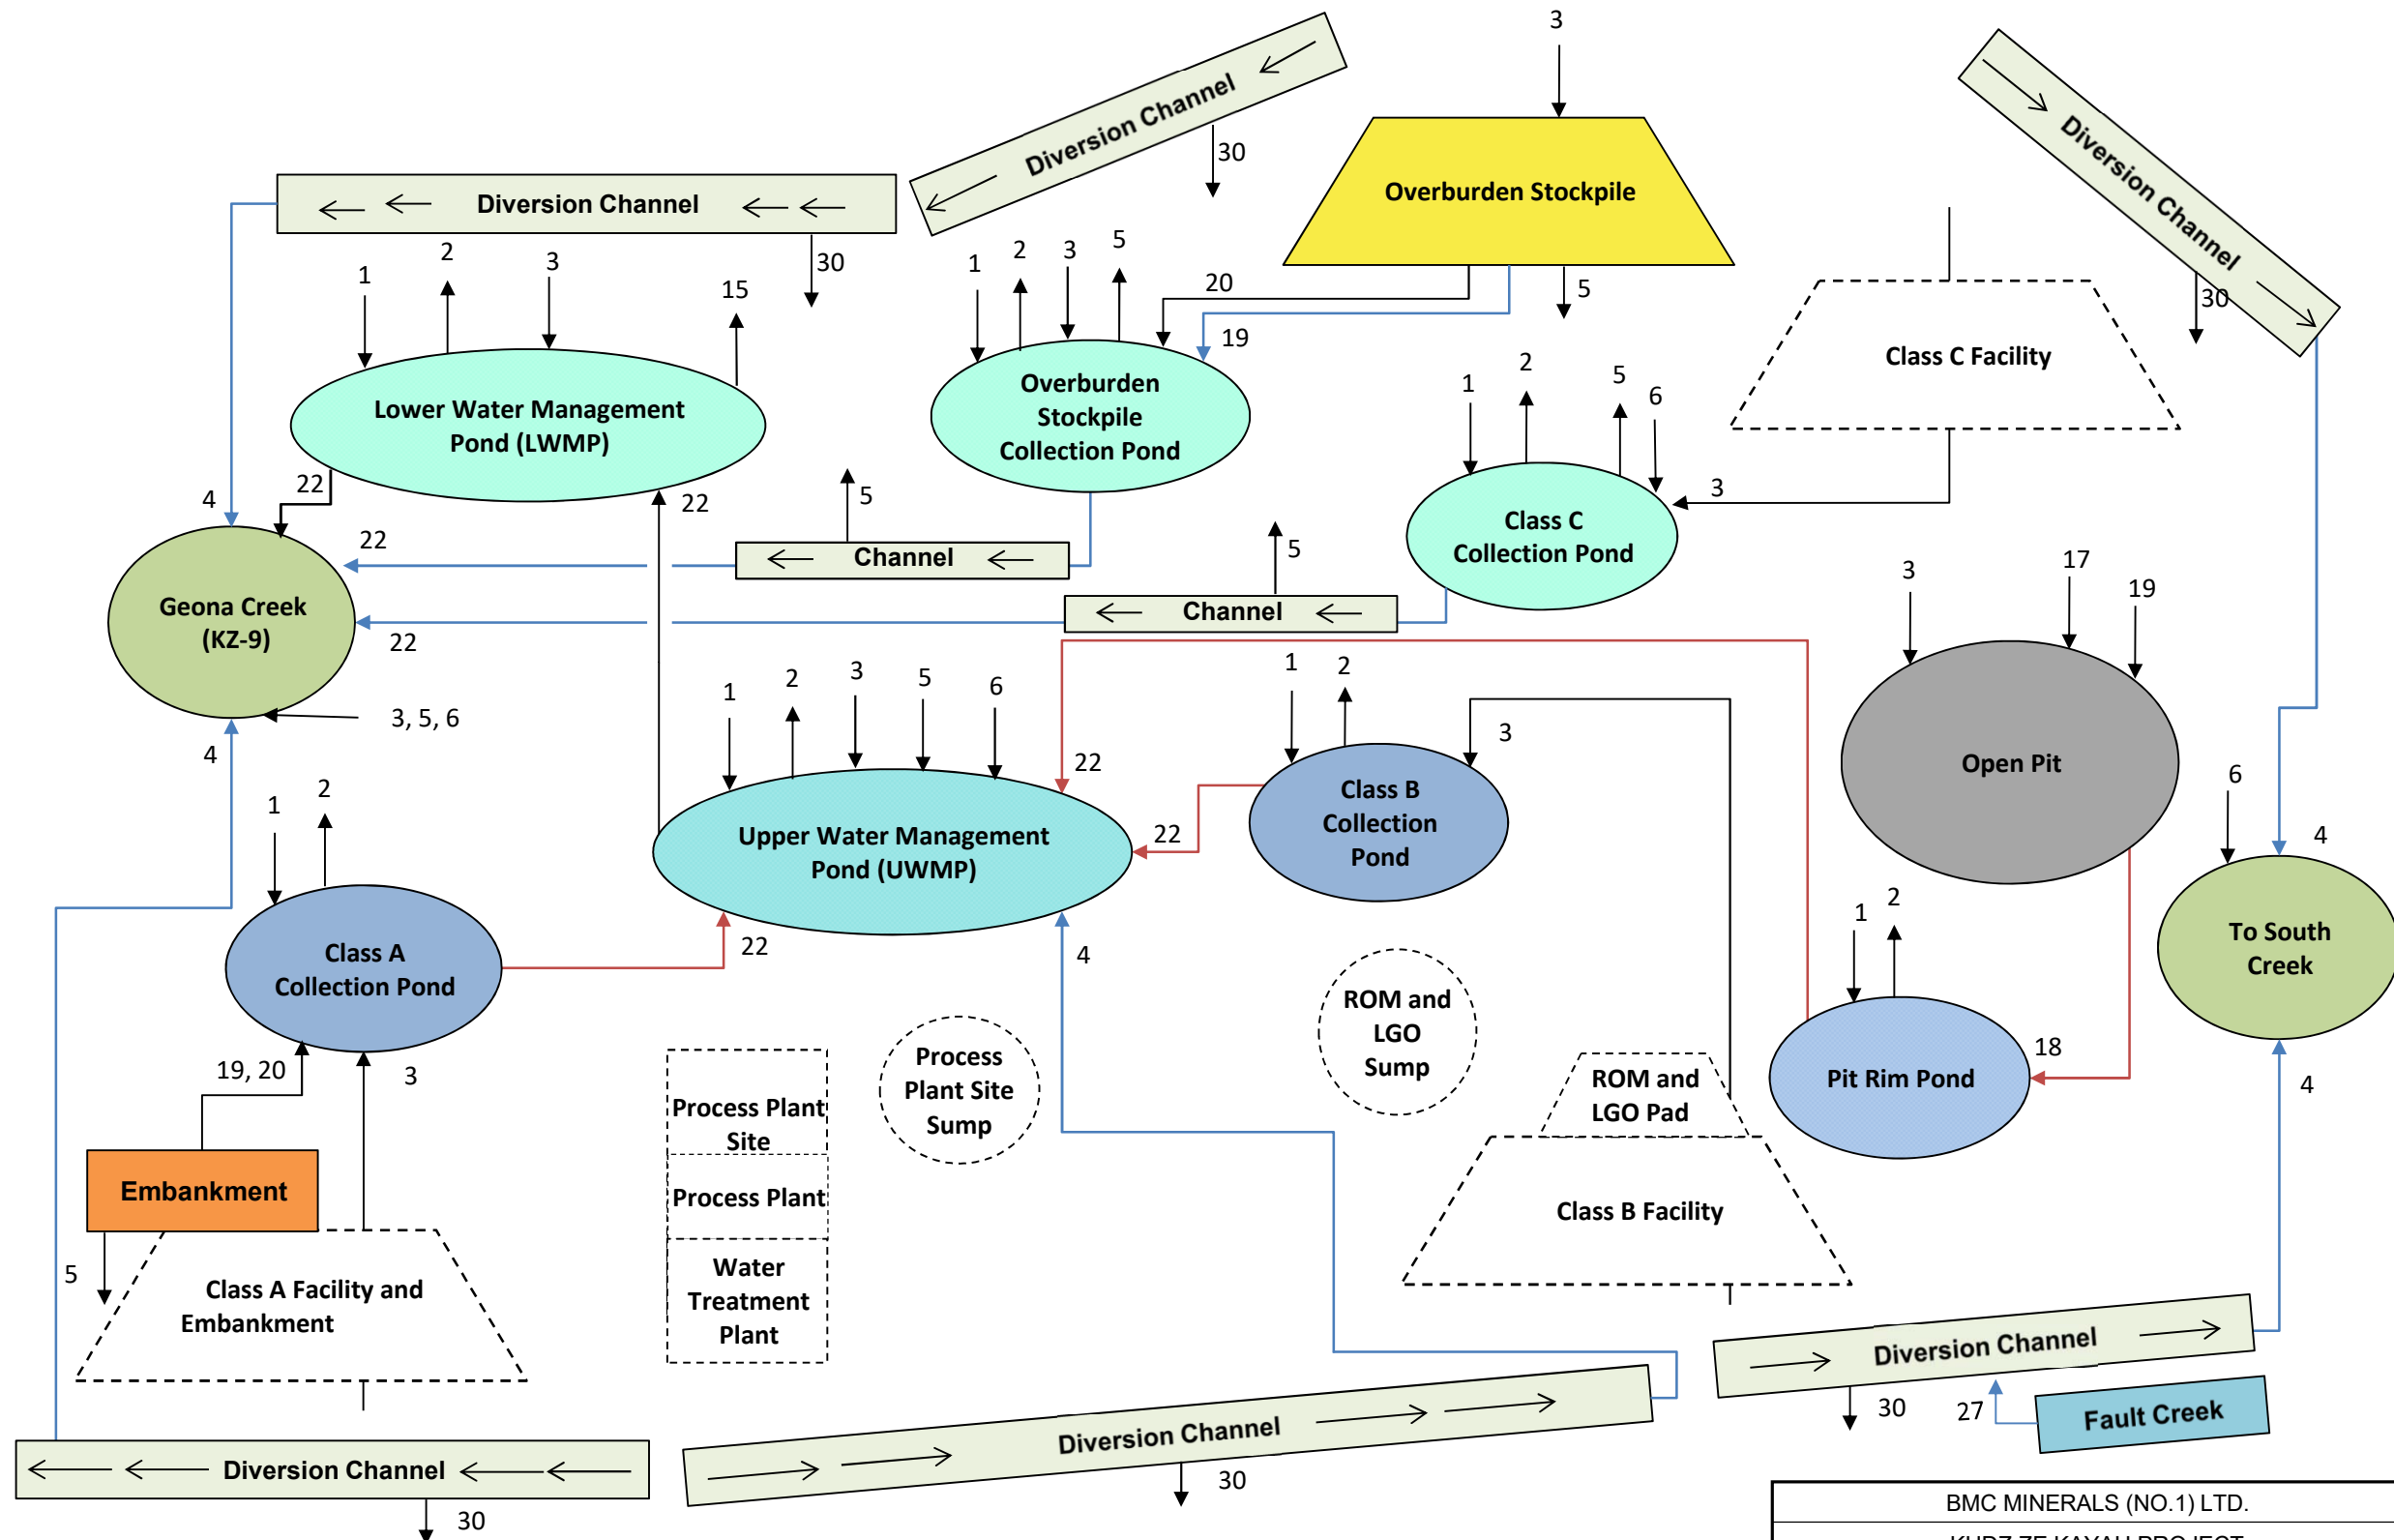 3
Diversion Channel
30
Diversion Channel
30
Overburden Stockpile
5
Diversion Channel
30
1
2
3
15
1
2
3
5
20
19
Class C Facility
Lower Water Management
Pond (LWMP)
Overburden
Stockpile
Collection Pond
1
2
5
6
3
4
22
22
5
Class C
Collection Pond
22
Channel
5
3
17
19
Geona Creek
(KZ-9)
22
Channel
3, 5, 6
1
2
3
5
6
1
2
3
4
22
Open Pit
1
2
Upper Water Management
Pond (UWMP)
22
Class B
Collection
Pond
6
4
Class A
Collection Pond
22
4
1
2
To South
Creek
ROM and
LGO
Sump
19, 20
3
Process
Plant Site
Sump
18
Pit Rim Pond
4
ROM and
LGO Pad
Process Plant
Site
Embankment
Process Plant
Class B Facility
5
Class A Facility and
Embankment
Water
Treatment
Plant
Diversion Channel
30
27
Fault Creek
Diversion Channel
30
Diversion Channel
30
BMC MINERALS (NO.1) LTD.
KUDZ ZE KAYAH PROJECT